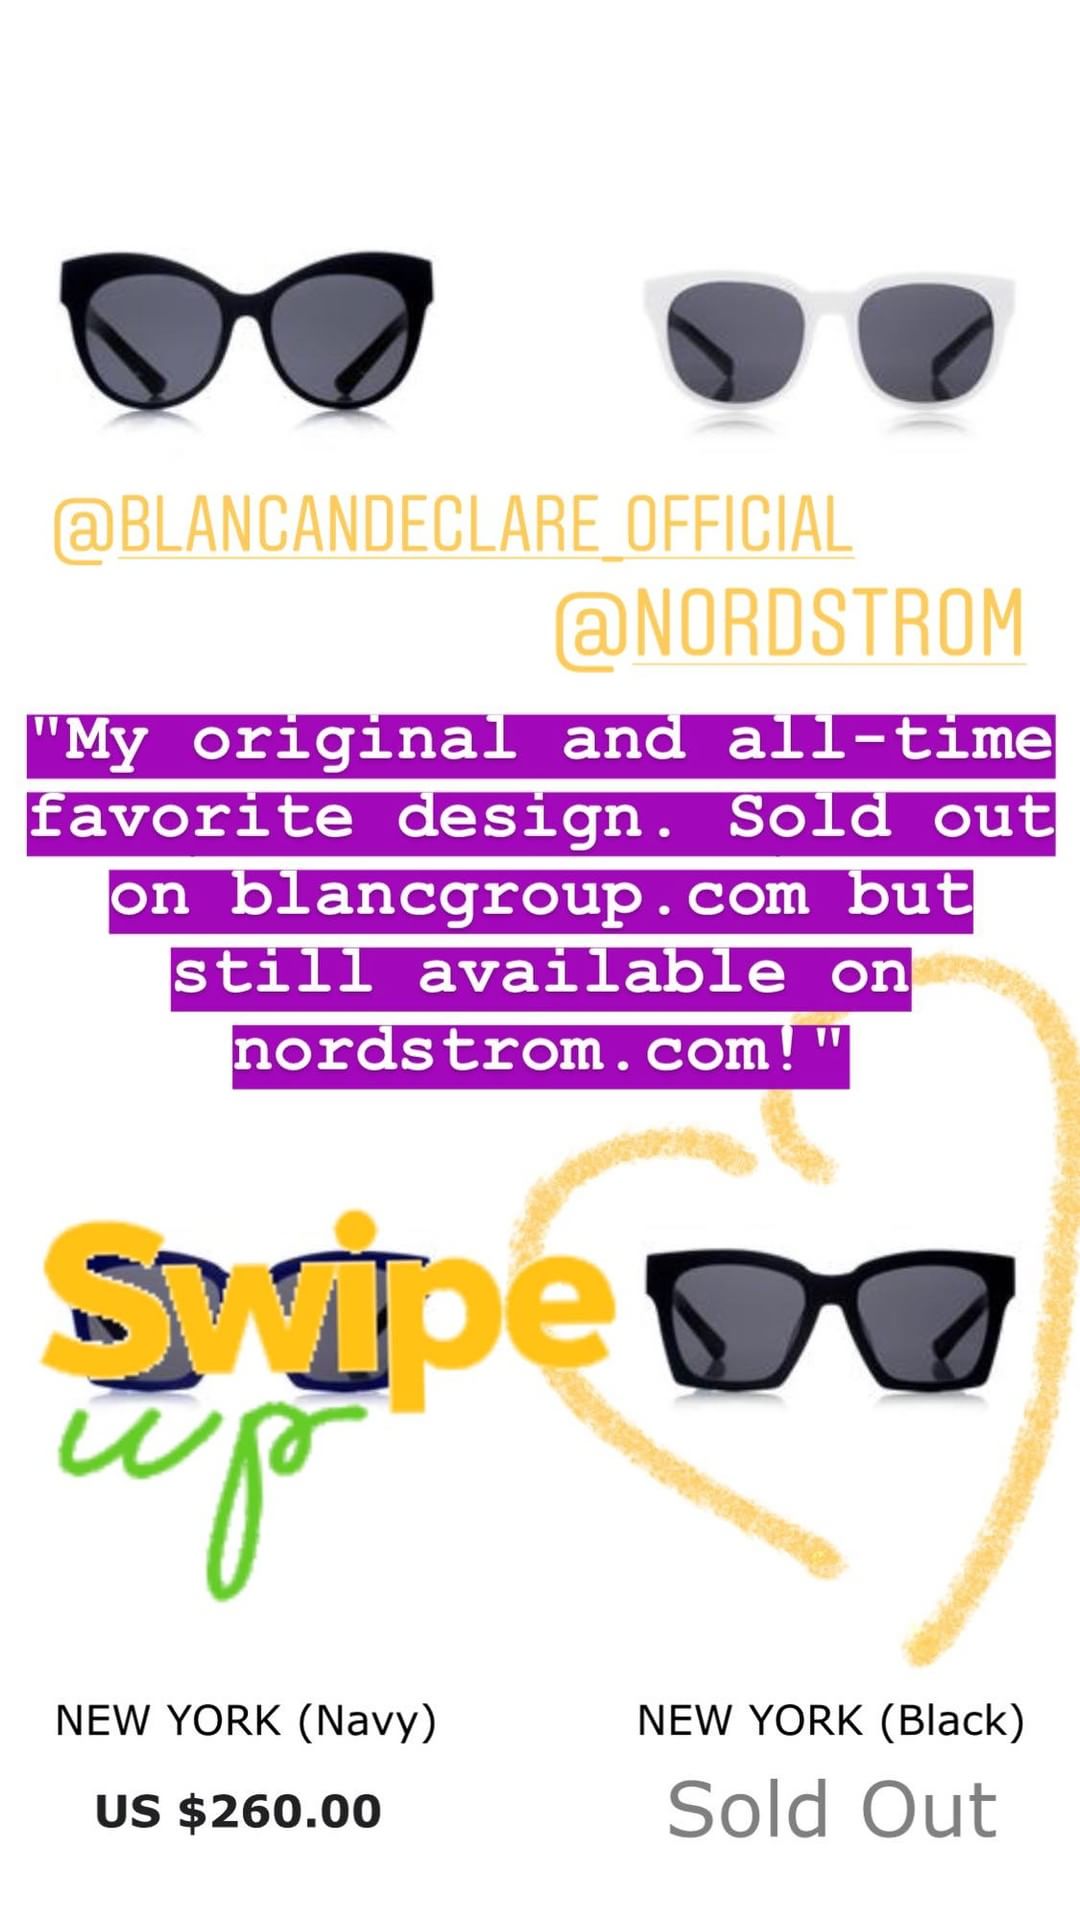 @BLANCANDECLARE_OFFICIAL
@NORDSTROM
"My original and all-time
favorite design. Sold out
on blancgroup.com but
still available on
nordstrom.com!"
Swipe
up
NEW YORK (Navy)
US $260.00
NEW YORK (Black)
Sold Out